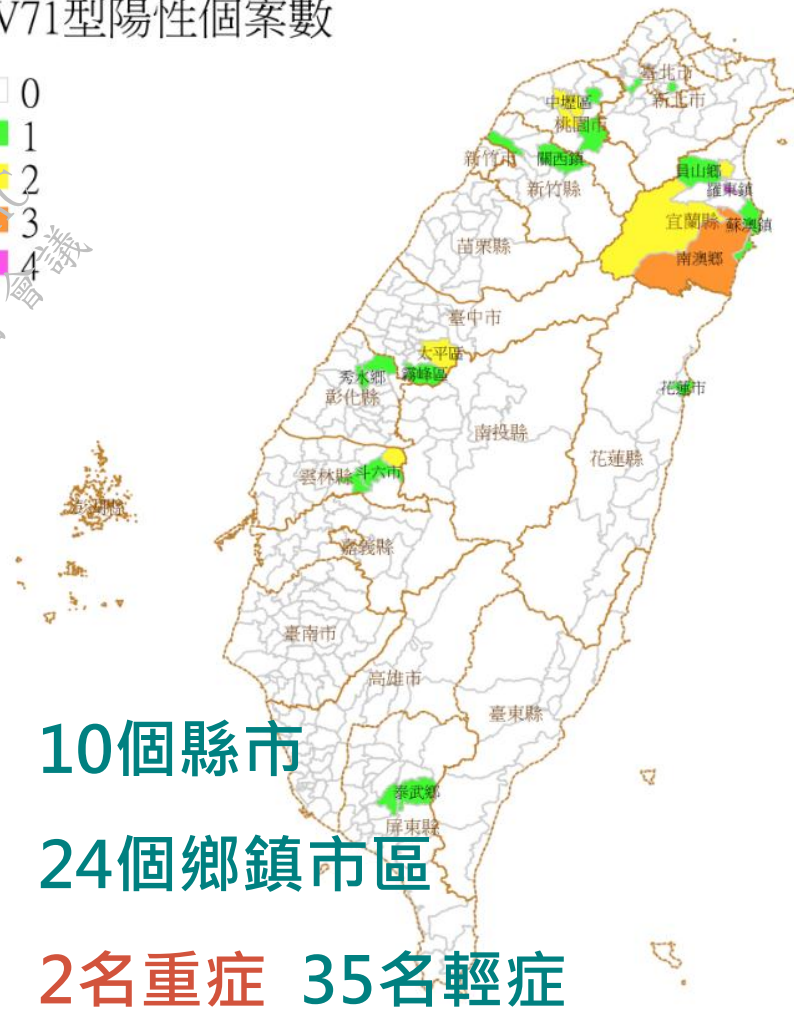 V71型陽性個案數
0
1
2
3
4
會議
臺北市
新北市
中壢區
桃園市
新竹市
關西鎮
新竹縣
員山鄉
羅東鎮
宜蘭縣
蘇澳鎮
南澳鄉
苗栗縣
臺中市
太平區
霧峰區
秀水鄉
彰化縣
花蓮市
南投縣
花蓮縣
雲林縣
斗六市
澎湖縣
嘉義縣
臺南市
高雄市
臺東縣
泰武鄉
屏東縣
10個縣市
24個鄉鎮市區
2名重症 35名輕症